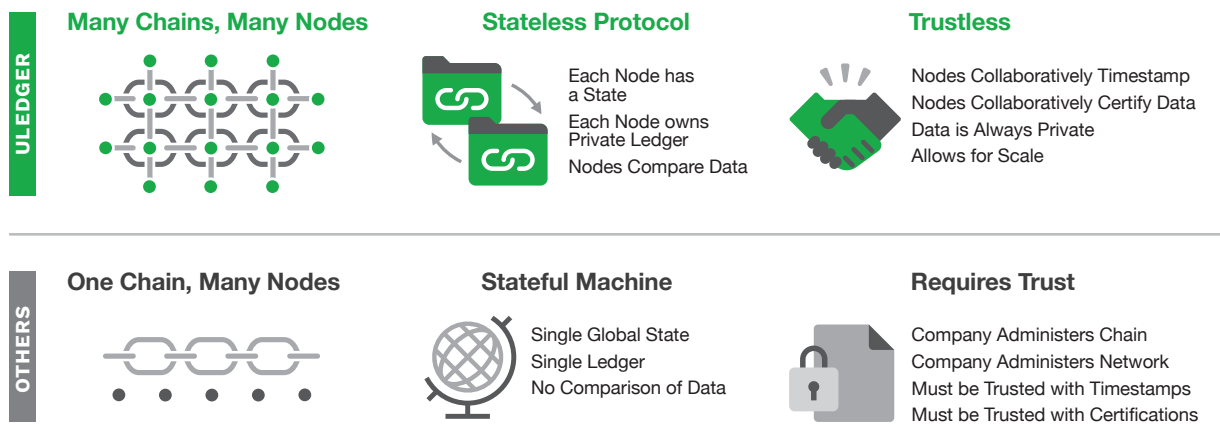 ULEDGER
Many Chains, Many Nodes
Stateless Protocol
Each Node has
a State
Each Node owns
Private Ledger
Nodes Compare Data
Trustless
Nodes Collaboratively Timestamp
Nodes Collaboratively Certify Data
Data is Always Private
Allows for Scale
OTHERS
One Chain, Many Nodes
Stateful Machine
Single Global State
Single Ledger
No Comparison of Data
Requires Trust
Company Administers Chain
Company Administers Network
Must be Trusted with Timestamps
Must be Trusted with Certifications